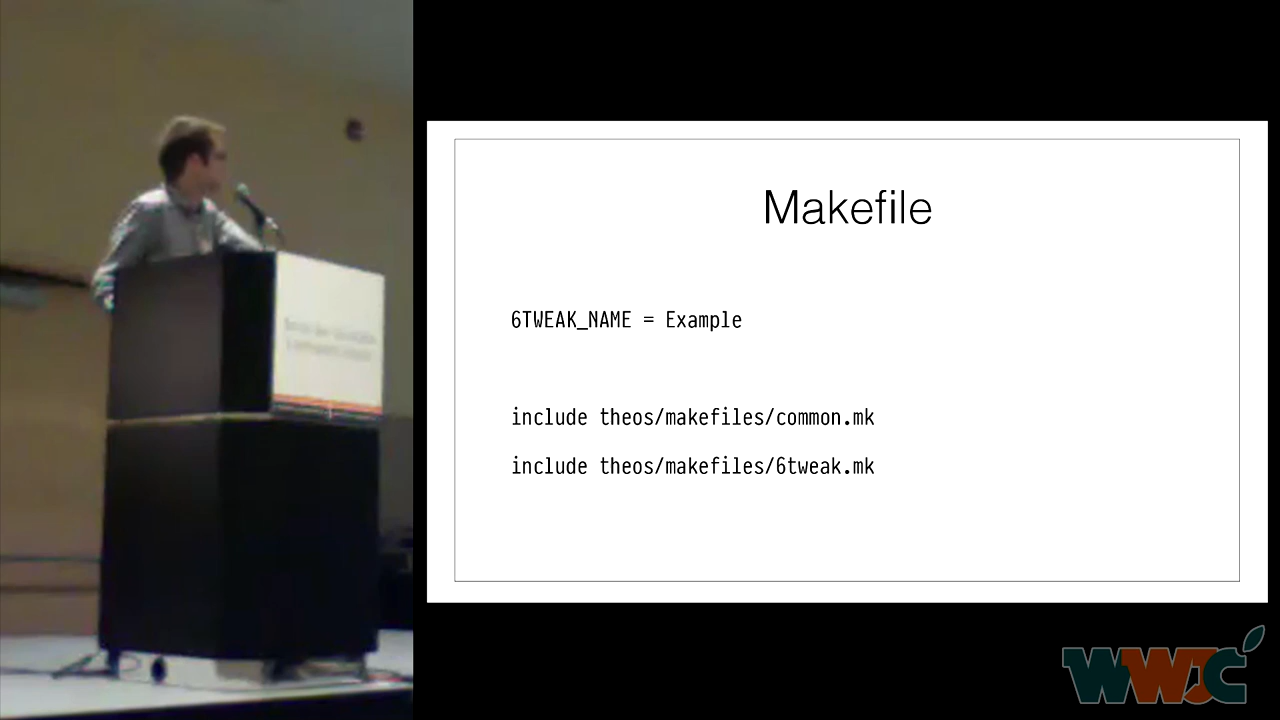 Makefile
6TWEAK_NAME = Example
include theos/makefiles/common.mk
include theos/makefiles/6tweak.mk
WWJC